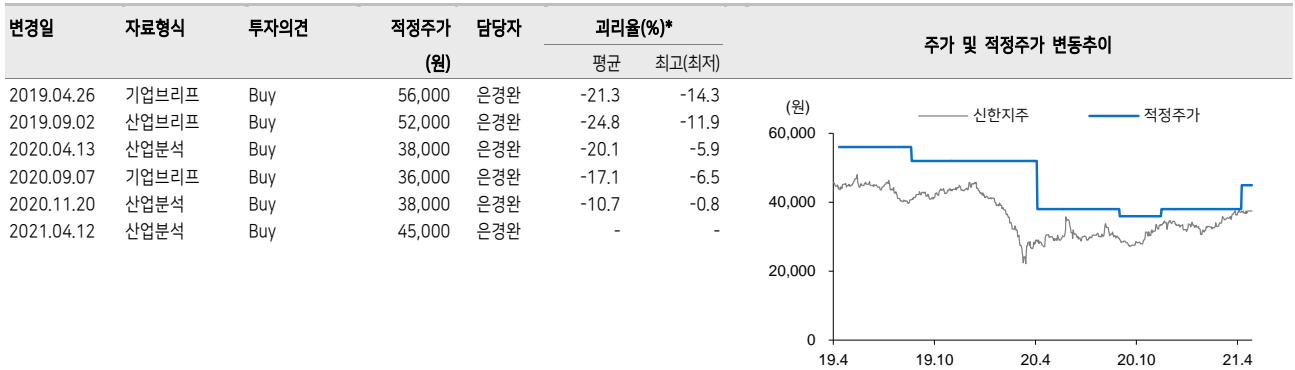 변경일 자료형식 투자의견 적정주가 담당자 괴리율(%)*
(원) 평균 최고(최저)
2019.04.26 기업브리프 Buy 56,000 은경완 -21.3 -14.3
2019.09.02 산업브리프 Buy 52,000 은경완 -24.8 -11.9
2020.04.13 산업분석 Buy 38,000 은경완 -20.1 -5.9
2020.09.07 기업브리프 Buy 36,000 은경완 -17.1 -6.5
2020.11.20 산업분석 Buy 38,000 은경완 -10.7 -0.8
2021.04.12 산업분석 Buy 45,000 은경완 - -
주가 및 적정주가 변동추이
(원)
신한지주 적정주가
60,000
40,000
20,000
0
19.4 19.10 20.4 20.10 21.4